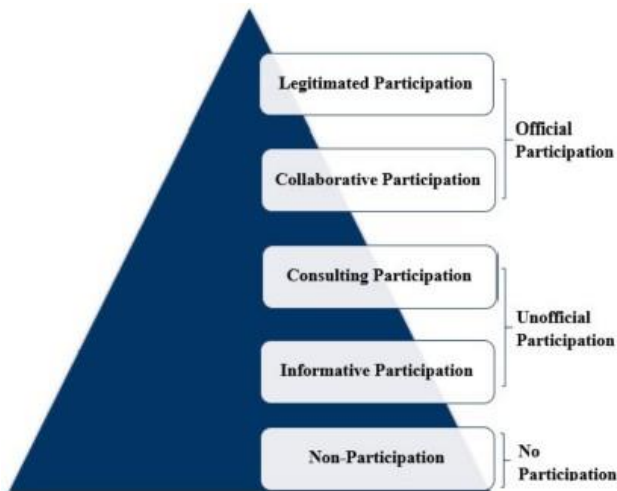 Legitimated Participation
Official
Participation
Collaborative Participation
Consulting Participation
Unofficial
Participation
Informative Participation
Non-Participation
No
Participation